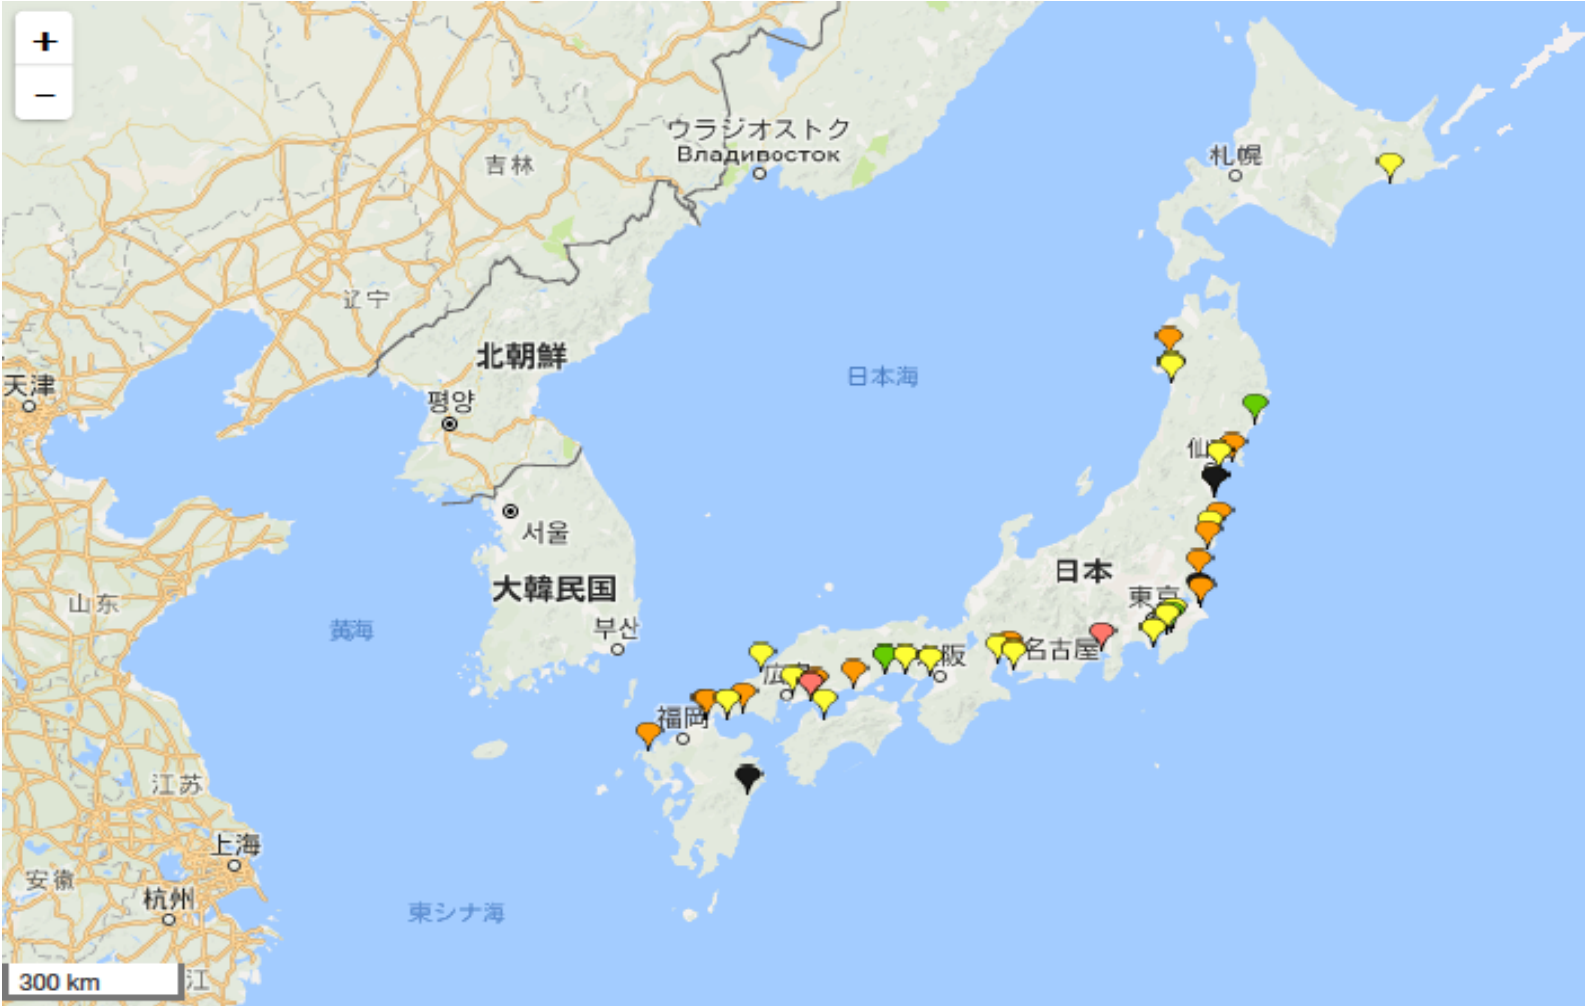 +
−
ウラジオストク
Владивосток
吉林
札幌
辽宁
北朝鮮
日本海
天津
평양
仙
서울
日本
大韓民国
東京
山东
黄海
부산
名古屋
阪
広
福岡
江苏
上海
安徽
杭州
東シナ海
300 km
江